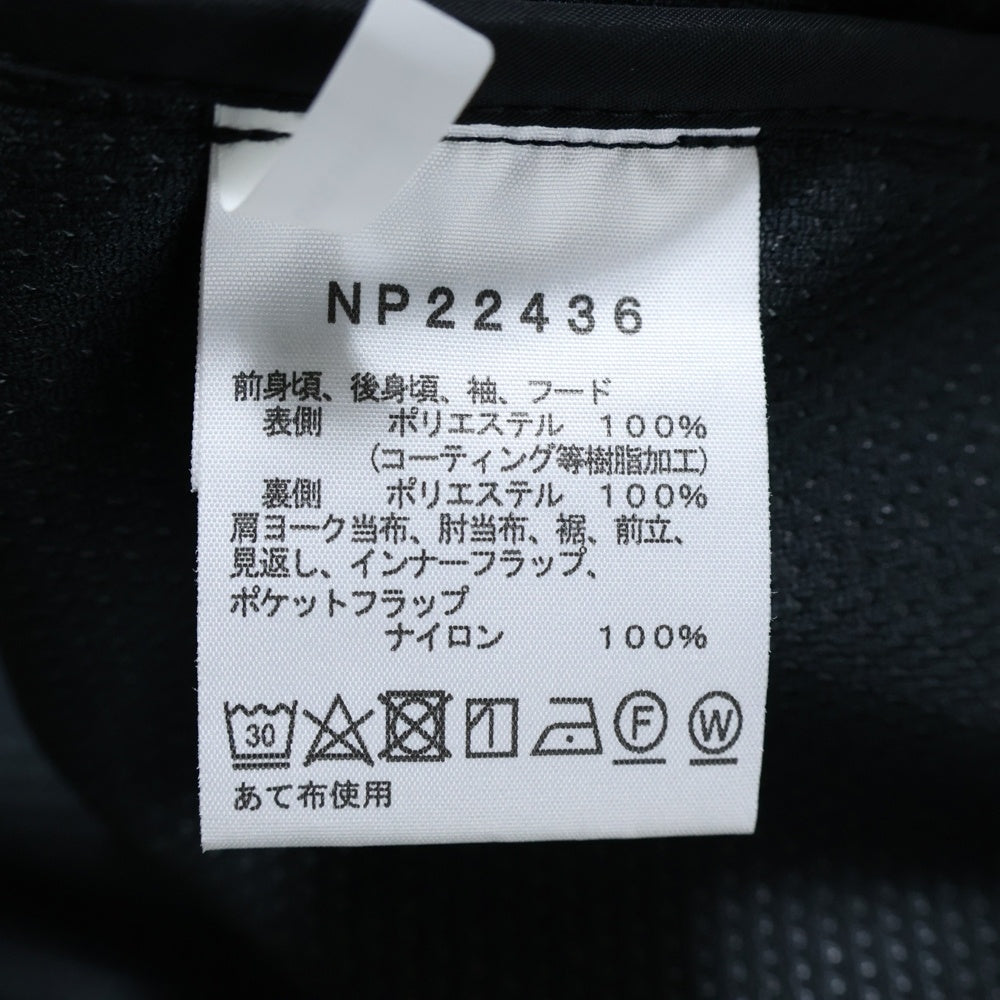 NP22436
前身頃、後身頃、袖、フード
表側 ポリエステル 100%
(コーティング等樹脂加工)
裏側 ポリエステル 100%
肩ヨーク当布、肘当布、裾、前立、
見返し、インナーフラップ、
ポケットフラップ
ナイロン 100%
30 F W
あて布使用